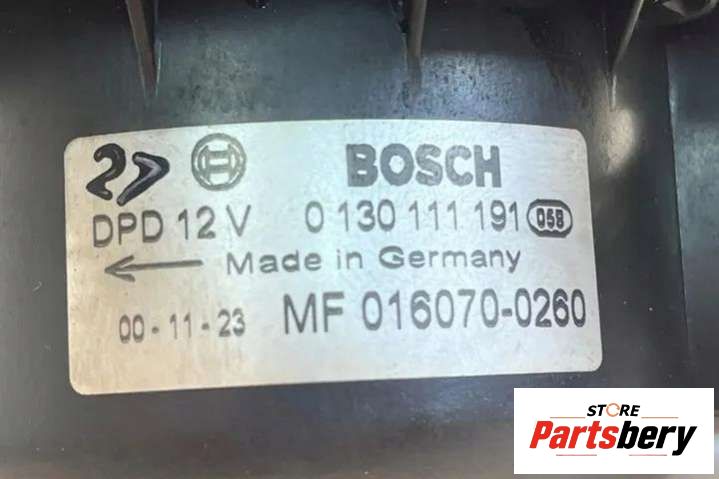 27 BOSCH
DPD 12 V 0 130 111 191 058
Made in Germany
00-11-23 MF 016070-0260
STORE
Partsbery